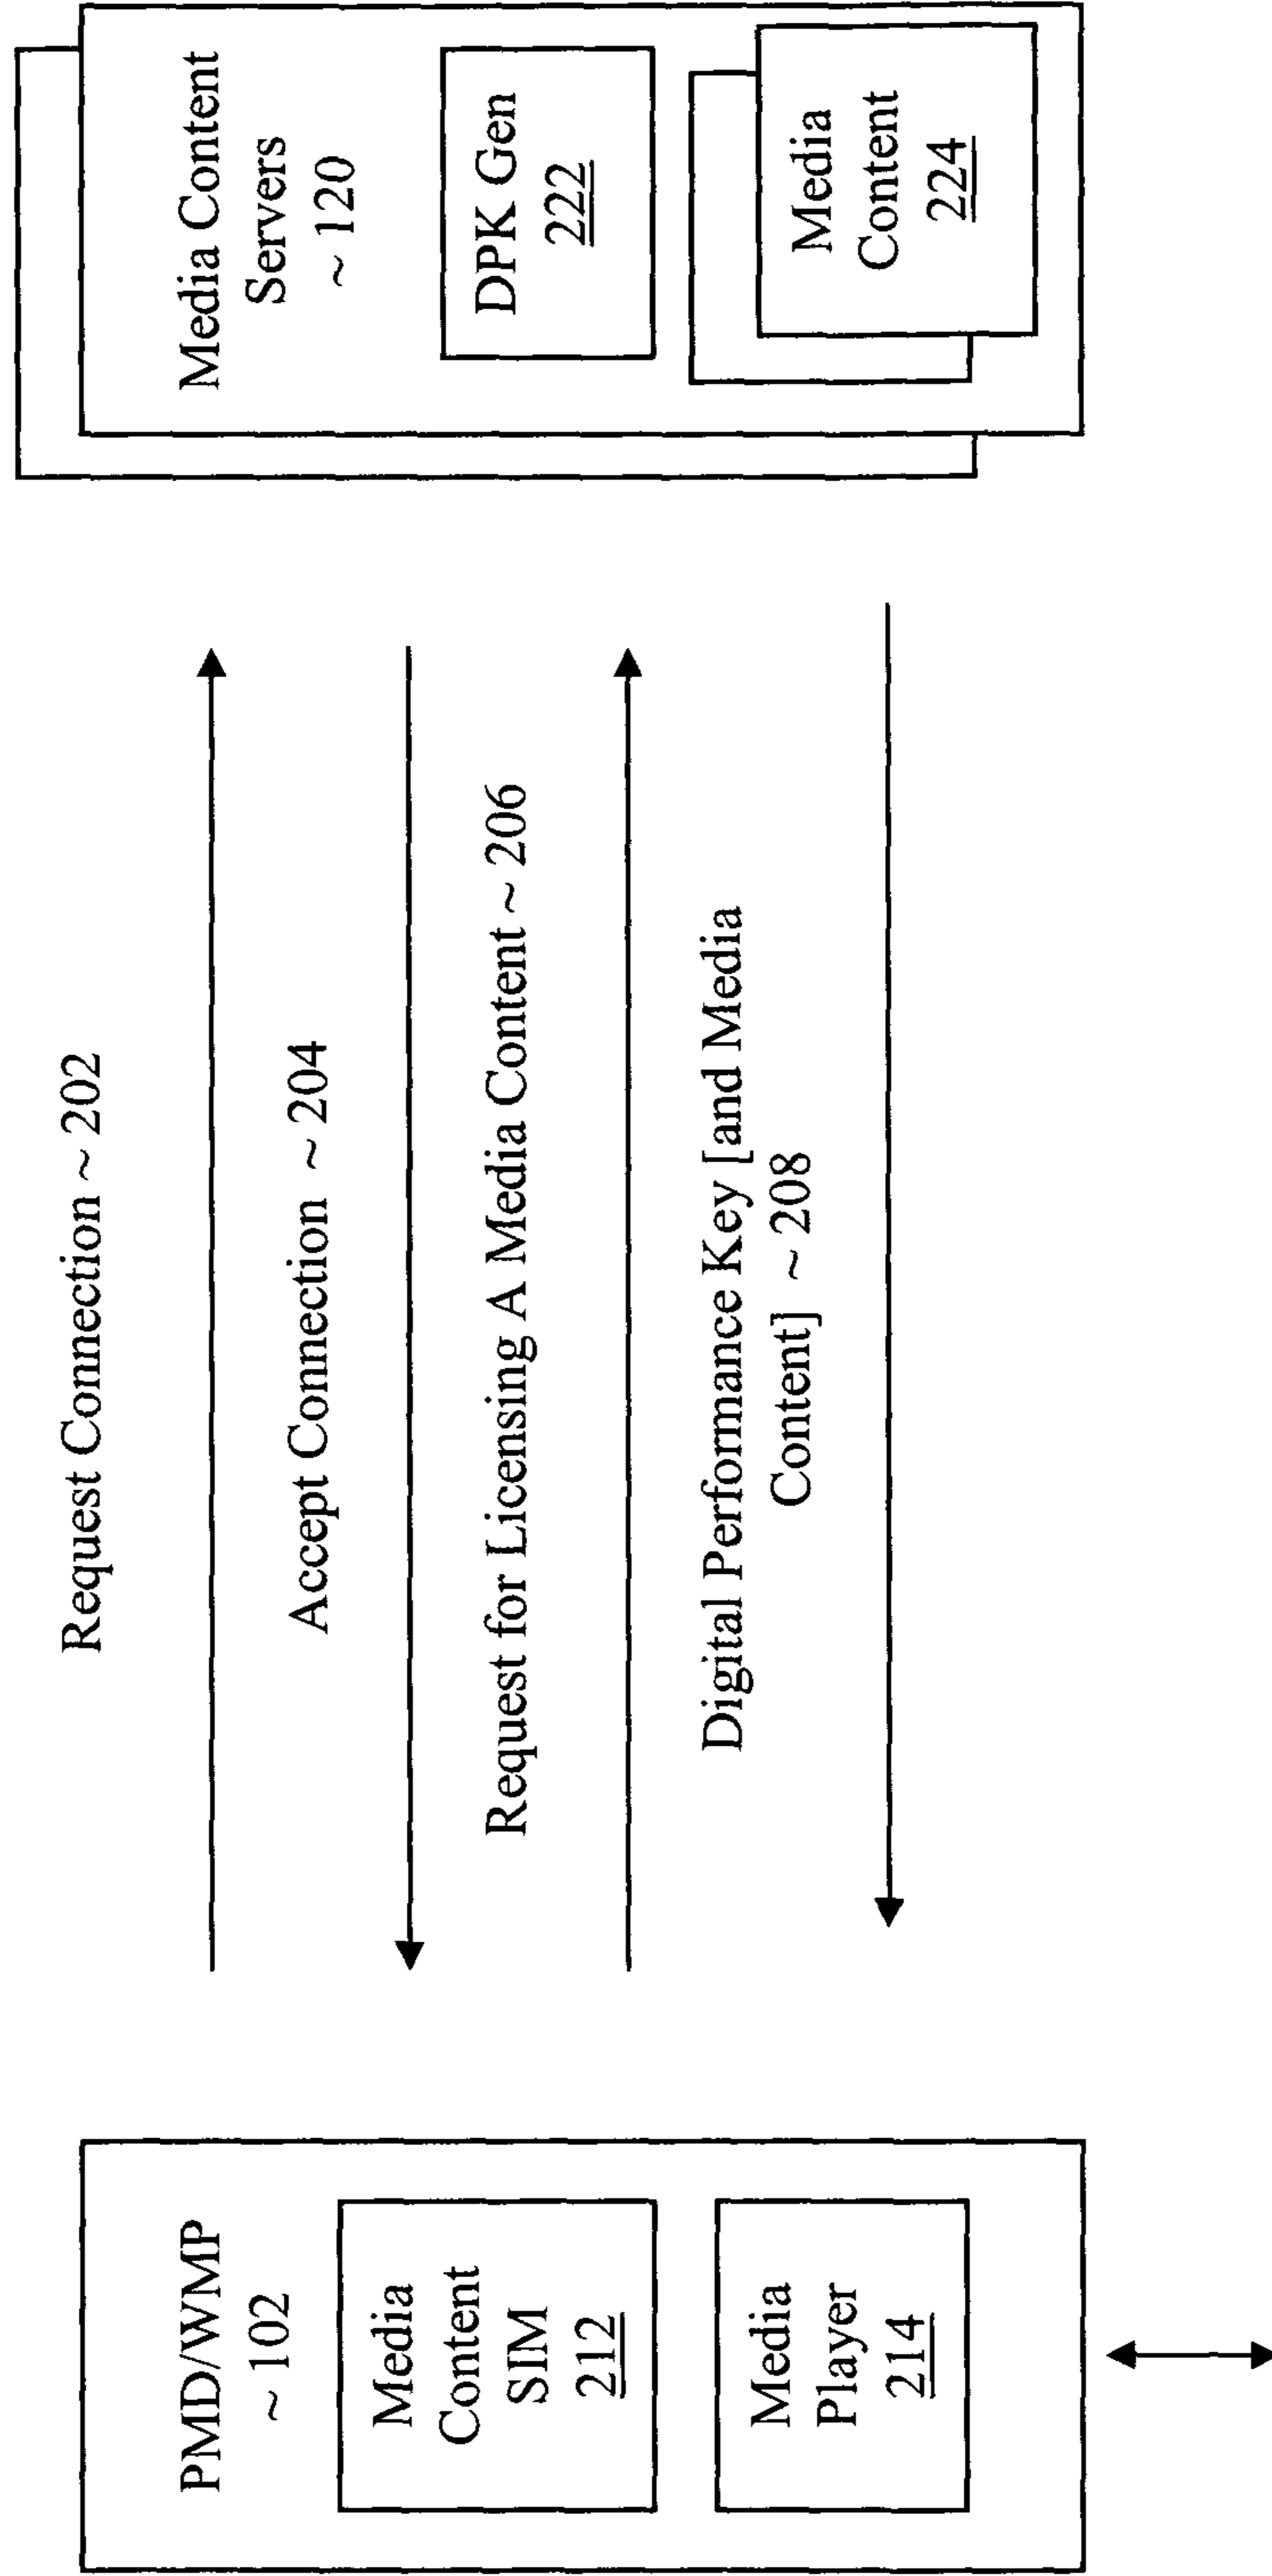 PMD/WMP
~ 102
Media
Content
SIM
212
Media
Player
214
Request Connection ~ 202
Accept Connection ~ 204
Request for Licensing A Media Content ~ 206
Digital Performance Key [and Media
Content] ~ 208
Media Content
Servers
~ 120
DPK Gen
222
Media
Content
224